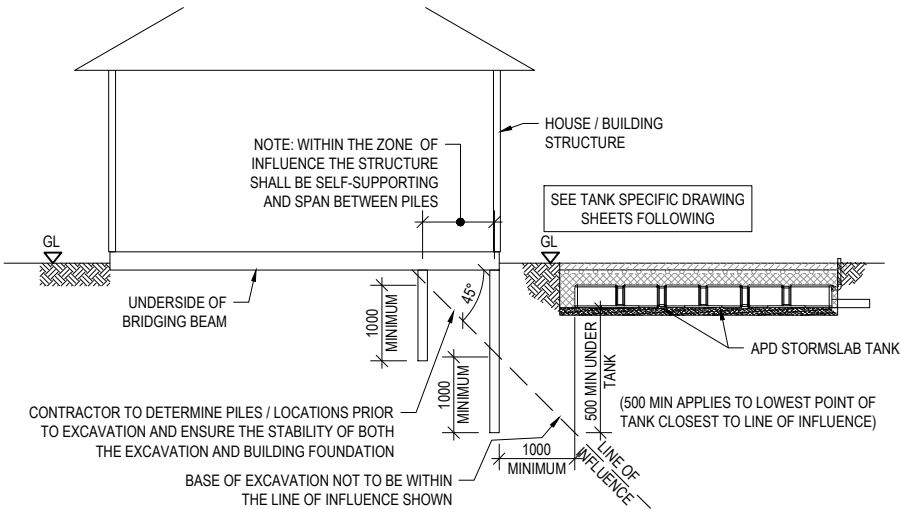 HOUSE / BUILDING
STRUCTURE
NOTE: WITHIN THE ZONE OF
INFLUENCE THE STRUCTURE
SHALL BE SELF-SUPPORTING
AND SPAN BETWEEN PILES
SEE TANK SPECIFIC DRAWING
SHEETS FOLLOWING
GL
GL
UNDERSIDE OF
BRIDGING BEAM
1000
MINIMUM
45°
1000
MINIMUM
500 MIN UNDER
TANK
APD STORMSLAB TANK
(500 MIN APPLIES TO LOWEST POINT OF
TANK CLOSEST TO LINE OF INFLUENCE)
CONTRACTOR TO DETERMINE PILES / LOCATIONS PRIOR
TO EXCAVATION AND ENSURE THE STABILITY OF BOTH
THE EXCAVATION AND BUILDING FOUNDATION
1000
MINIMUM
LINE OF
INFLUENCE
BASE OF EXCAVATION NOT TO BE WITHIN
THE LINE OF INFLUENCE SHOWN